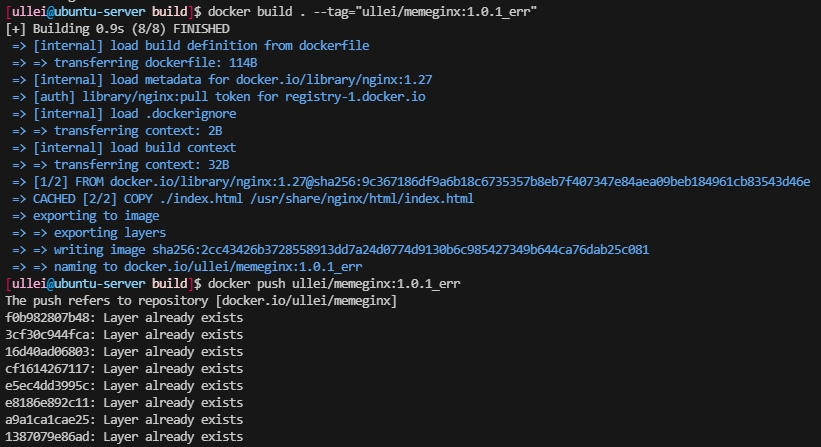 [ullei@ubuntu-server build]$ docker build . --tag="ullei/memeginx:1.0.1_err"
[+] Building 0.9s (8/8) FINISHED
=> [internal] load build definition from dockerfile
=> => transferring dockerfile: 114B
=> [internal] load metadata for docker.io/library/nginx:1.27
=> [auth] library/nginx:pull token for registry-1.docker.io
=> [internal] load .dockerignore
=> => transferring context: 2B
=> [internal] load build context
=> => transferring context: 32B
=> [1/2] FROM docker.io/library/nginx:1.27@sha256:9c367186df9a6b18c6735357b8eb7f407347e84aea09beb184961cb83543d46e
=> CACHED [2/2] COPY ./index.html /usr/share/nginx/html/index.html
=> exporting to image
=> => exporting layers
=> => writing image sha256:2cc43426b3728558913dd7a24d0774d9130b6c985427349b644ca76dab25c081
=> => naming to docker.io/ullei/memeginx:1.0.1_err
[ullei@ubuntu-server build]$ docker push ullei/memeginx:1.0.1_err
The push refers to repository [docker.io/ullei/memeginx]
f0b982807b48: Layer already exists
3cf30c944fca: Layer already exists
16d40ad06803: Layer already exists
cf1614267117: Layer already exists
e5ec4dd3995c: Layer already exists
e8186e892c11: Layer already exists
a9a1ca1cae25: Layer already exists
1387079e86ad: Layer already exists